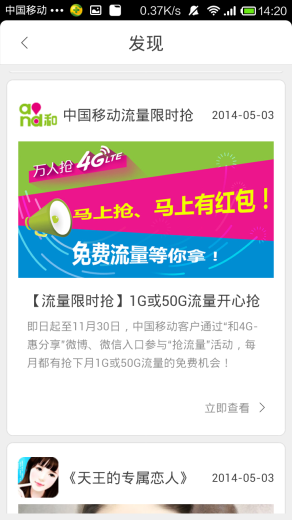 中国移动 ••• 0.37K/s 14:20
发现
and和 中国移动流量限时抢 2014-05-03
万人抢 4G LTE
马上抢、马上有红包！
免费流量等你拿！
【流量限时抢】1G或50G流量开心抢
即日起至11月30日，中国移动客户通过“和4G-
惠分享”微博、微信入口参与“抢流量”活动，每
月都有抢下月1G或50G流量的免费机会！
立即查看
《天王的专属恋人》 2014-05-03